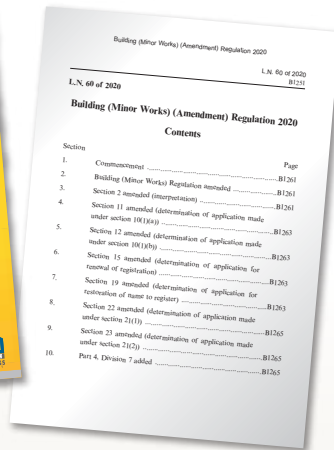 Building (Minor Works) (Amendment) Regulation 2020
L.N. 60 of 2020
B1251
L.N. 60 of 2020
Building (Minor Works) (Amendment) Regulation 2020
Contents
Section
Page
1. Commencement ..........B1261
2. Building (Minor Works) Regulation amended ..........B1261
3. Section 2 amended (interpretation) ..........B1261
4. Section 11 amended (determination of application made
under section 10(1)(a)) ..........B1263
5. Section 12 amended (determination of application made
under section 10(1)(b)) ..........B1263
6. Section 15 amended (determination of application for
renewal of registration) ..........B1263
7. Section 19 amended (determination of application for
restoration of name to register) ..........B1263
8. Section 22 amended (determination of application made
under section 21(1)) ..........B1265
9. Section 23 amended (determination of application made
under section 21(2)) ..........B1265
10. Part 4, Division 7 added ..........B1265